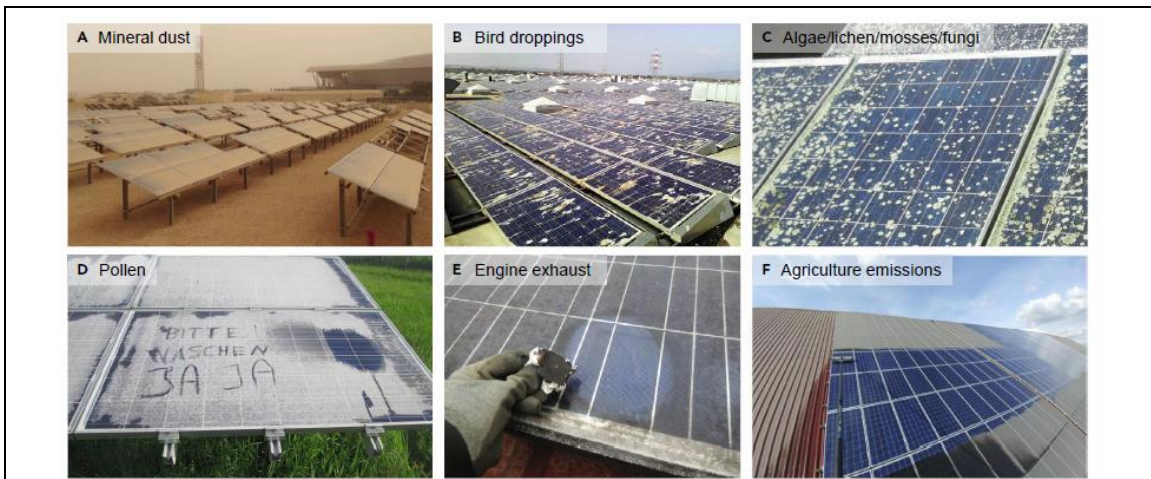 A Mineral dust
B Bird droppings
C Algae/lichen/mosses/fungi
D Pollen
BITTE!
WASCHEN
JA JA
E Engine exhaust
F Agriculture emissions